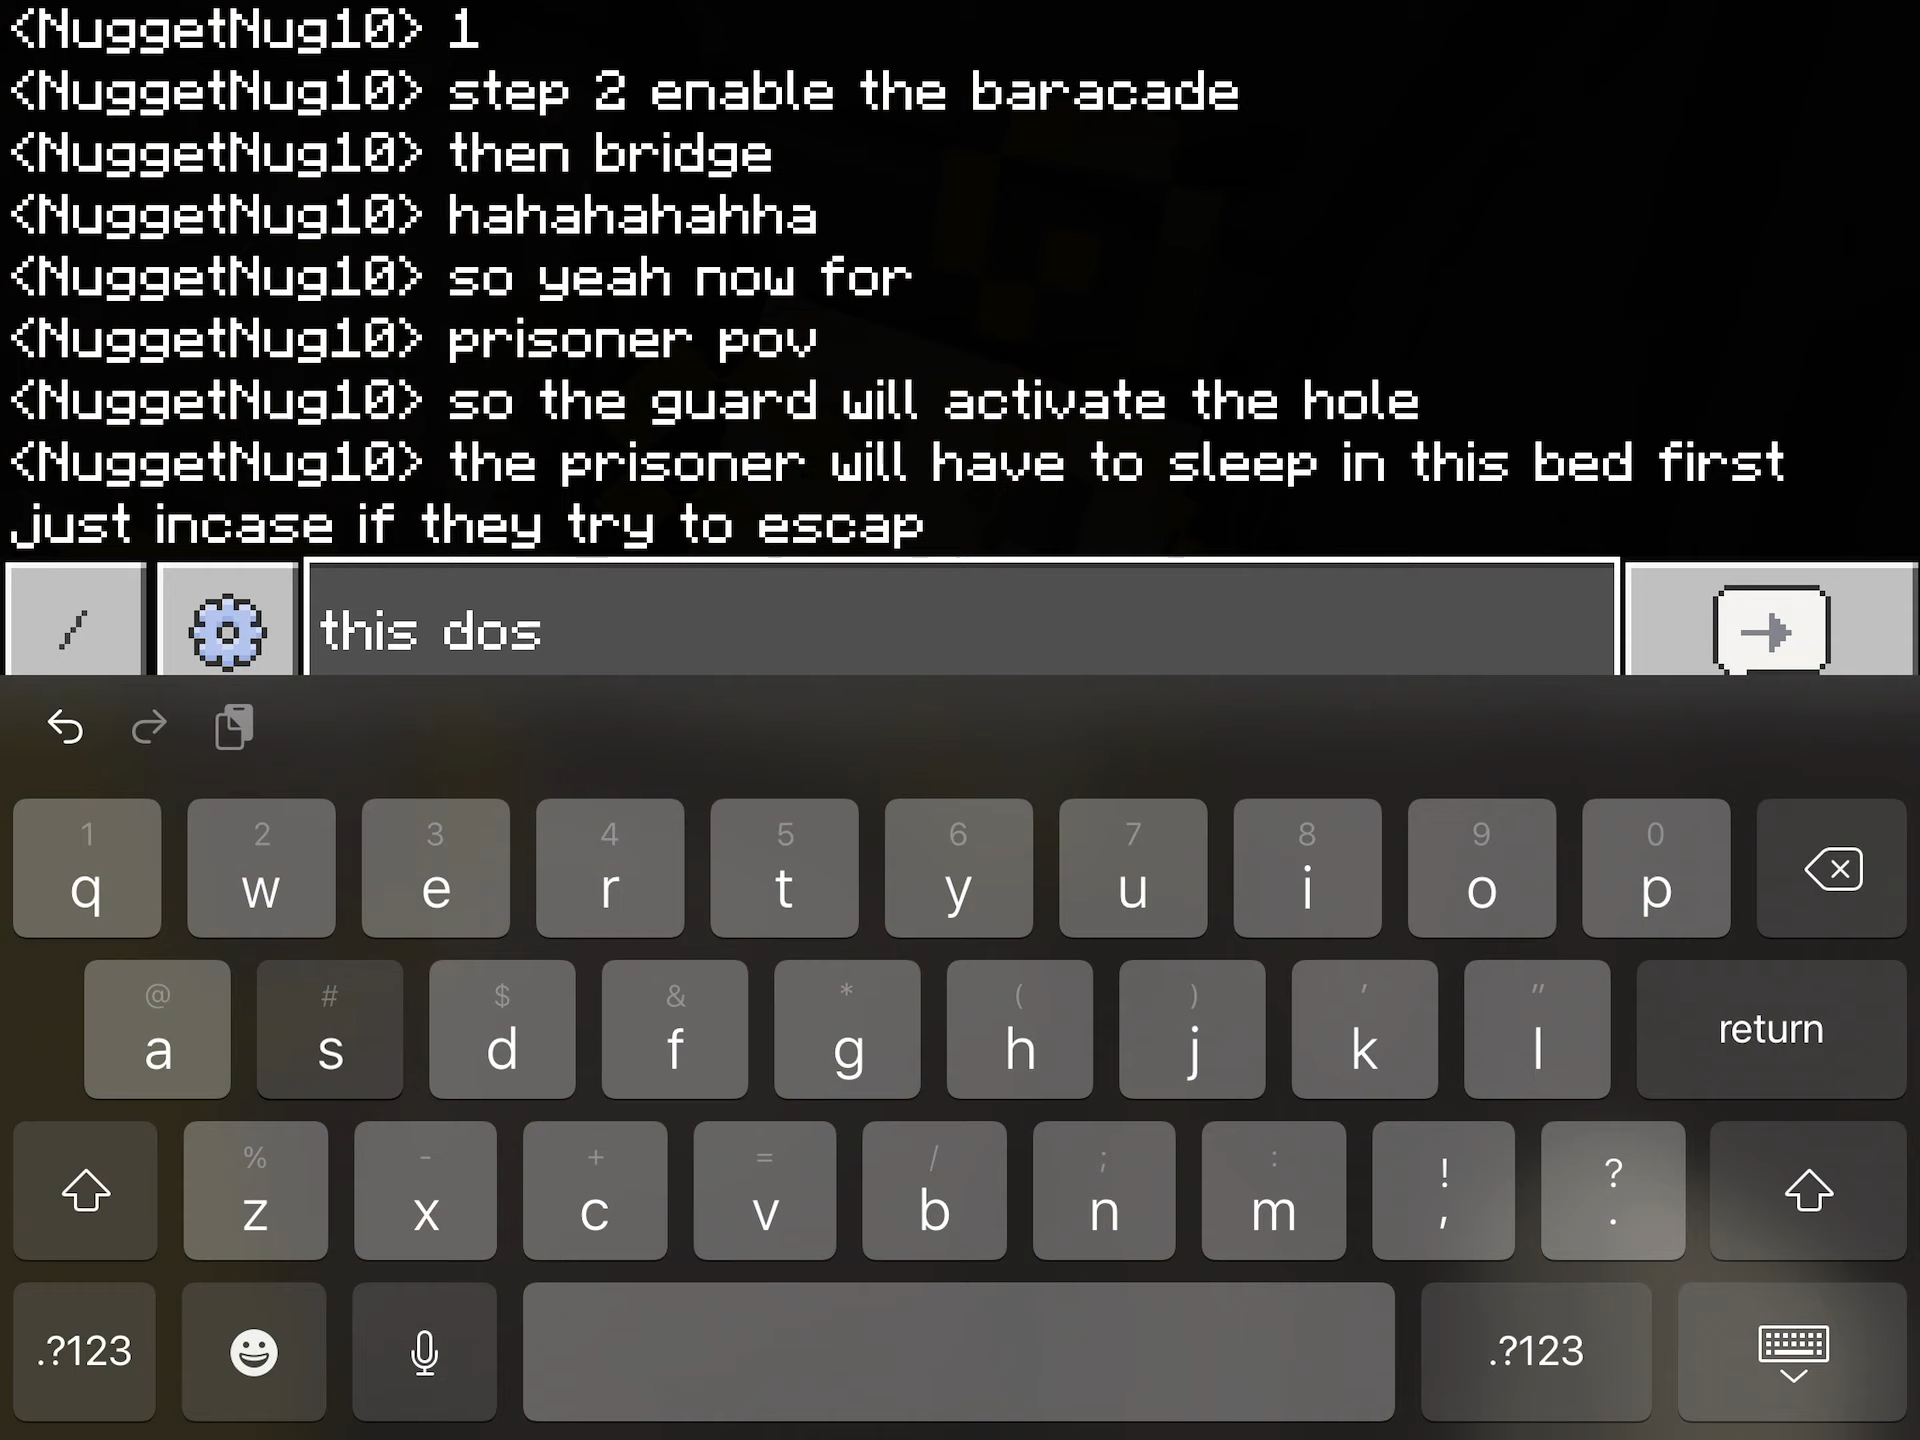 <NuggetNug10> 1
<NuggetNug10> step 2 enable the baracade
<NuggetNug10> then bridge
<NuggetNug10> hahahahahha
<NuggetNug10> so yeah now for
<NuggetNug10> prisoner pov
<NuggetNug10> so the guard will activate the hole
<NuggetNug10> the prisoner will have to sleep in this bed first
just incase if they try to escap
/ this dos
1 2 3 4 5 6 7 8 9 0
q w e r t y u i o p
@ # $ & * ( ) ' "
a s d f g h j k l return
% - + = / ; : ! ?
z x c v b n m , .
.?123 .?123